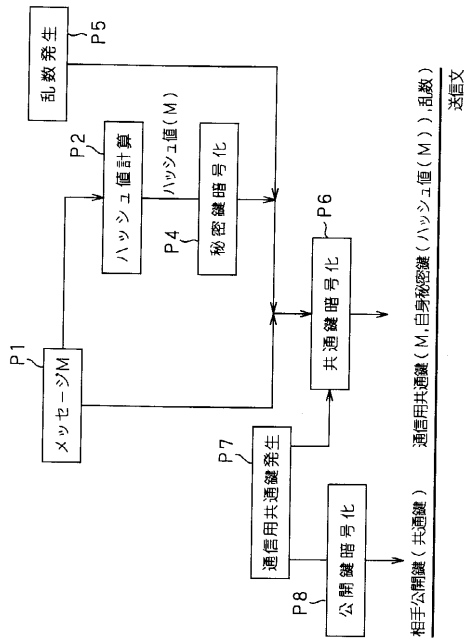 P1
メッセージM
P5
乱数発生
P2
ハッシュ値計算
ハッシュ値(M)
P4
秘密鍵暗号化
P7
通信用共通鍵発生
P6
共通鍵暗号化
P8
公開鍵暗号化
相手公開鍵(共通鍵) 通信用共通鍵(M,自身秘密鍵(ハッシュ値(M)),乱数)
送信文